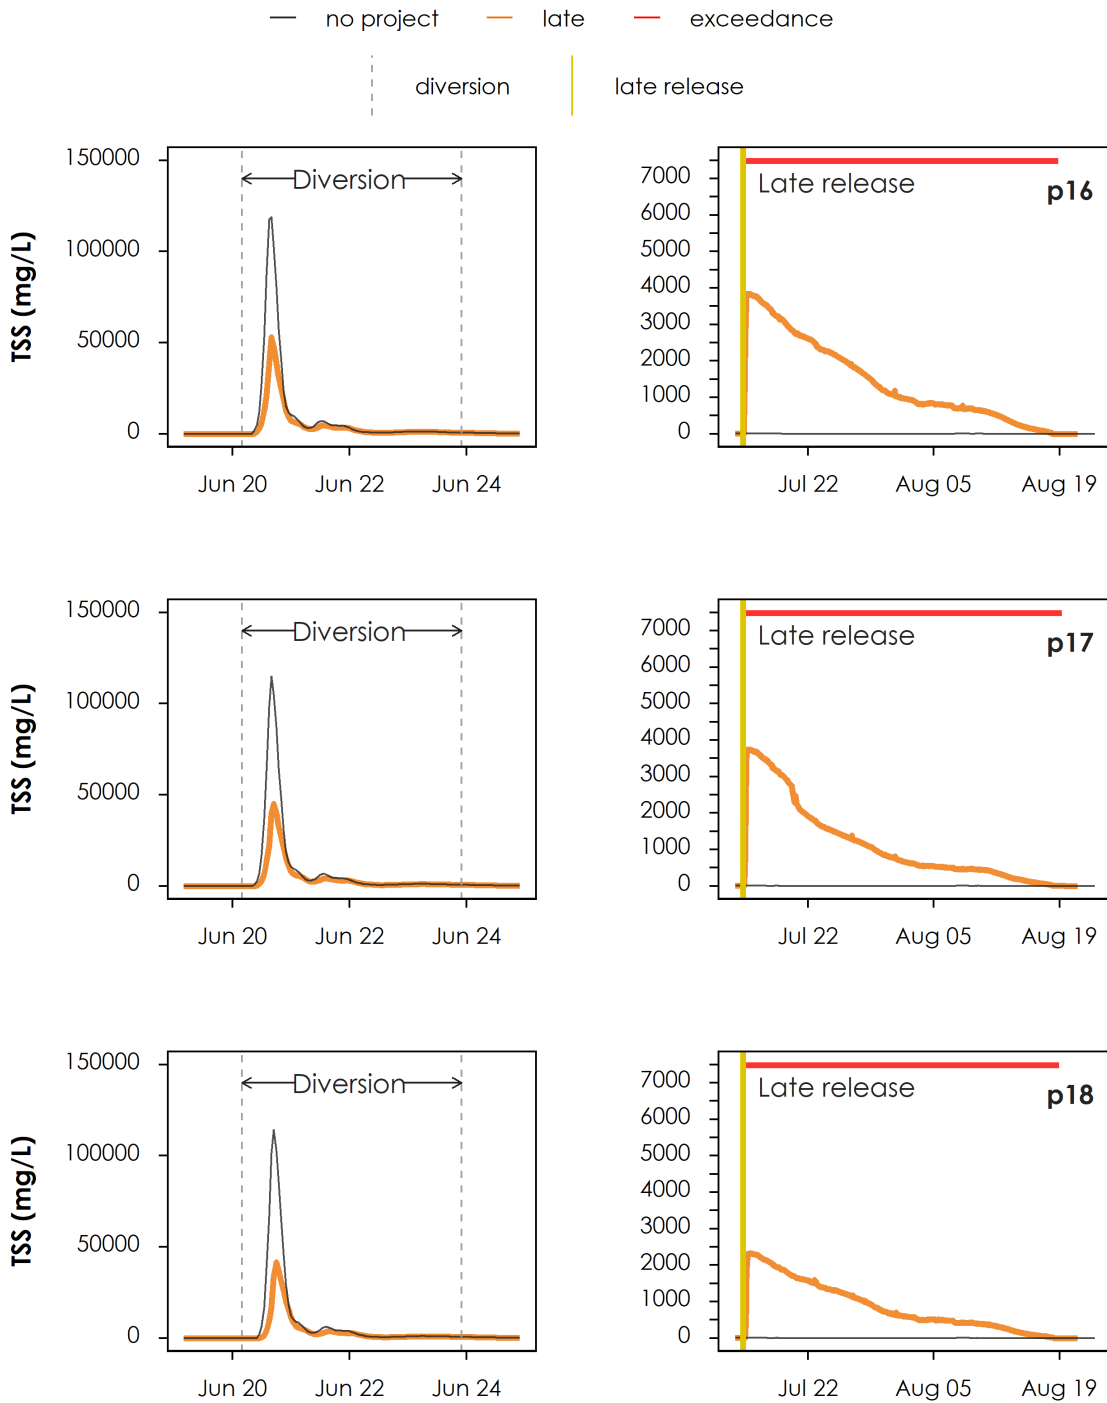 no project late exceedance
diversion late release
TSS (mg/L)
150000
100000
50000
0
Diversion
Jun 20 Jun 22 Jun 24
7000
6000
5000
4000
3000
2000
1000
0
Late release
p16
Jul 22 Aug 05 Aug 19
TSS (mg/L)
150000
100000
50000
0
Diversion
Jun 20 Jun 22 Jun 24
7000
6000
5000
4000
3000
2000
1000
0
Late release
p17
Jul 22 Aug 05 Aug 19
TSS (mg/L)
150000
100000
50000
0
Diversion
Jun 20 Jun 22 Jun 24
7000
6000
5000
4000
3000
2000
1000
0
Late release
p18
Jul 22 Aug 05 Aug 19